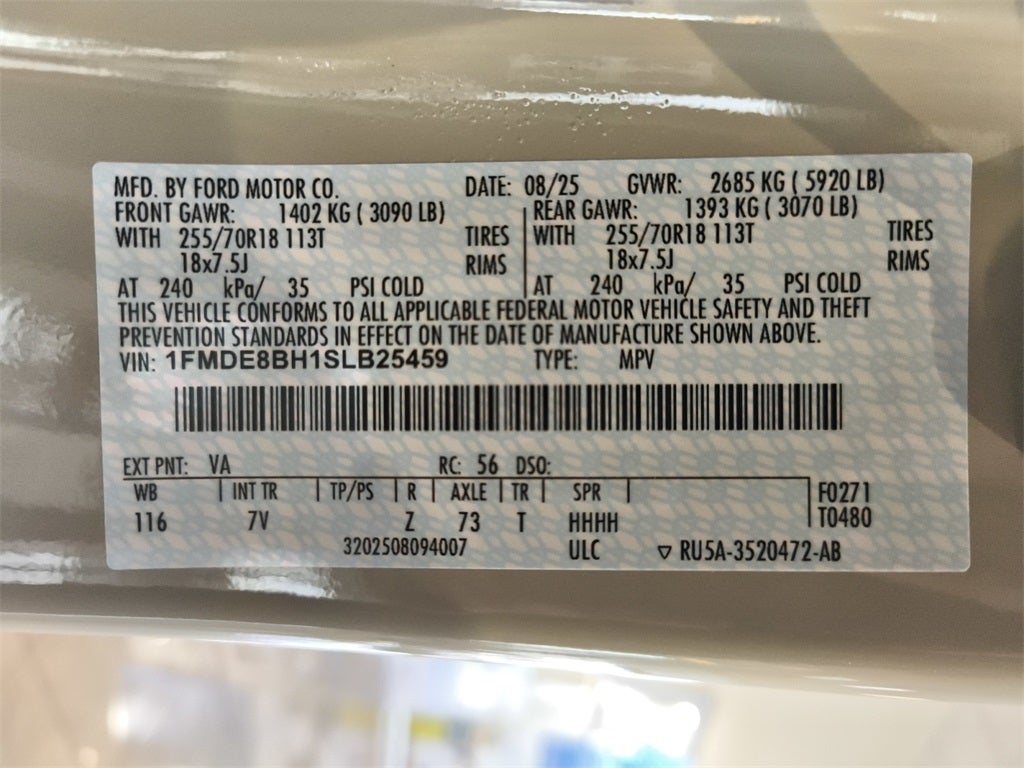 MFD. BY FORD MOTOR CO. DATE: 08/25 GVWR: 2685 KG ( 5920 LB)
FRONT GAWR: 1402 KG ( 3090 LB) REAR GAWR: 1393 KG ( 3070 LB)
WITH 255/70R18 113T TIRES WITH 255/70R18 113T TIRES
18x7.5J RIMS 18x7.5J RIMS
AT 240 kPa/ 35 PSI COLD AT 240 kPa/ 35 PSI COLD
THIS VEHICLE CONFORMS TO ALL APPLICABLE FEDERAL MOTOR VEHICLE SAFETY AND THEFT
PREVENTION STANDARDS IN EFFECT ON THE DATE OF MANUFACTURE SHOWN ABOVE.
VIN: 1FMDE8BH1SLB25459 TYPE: MPV
EXT PNT: VA RC: 56 DSO:
WB INT TR TP/PS R AXLE TR SPR F0271
116 7V Z 73 T HHHH T0480
3202508094007 ULC ▽ RU5A-3520472-AB